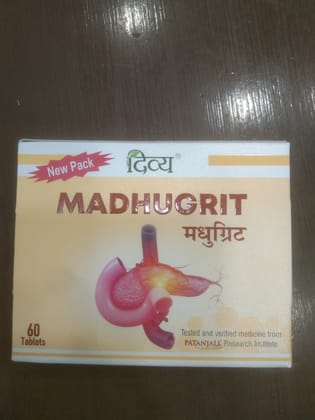 New Pack
दिव्य®
MADHUGRIT
मधुग्रिट
60
Tablets
Tested and verified medicine from
PATANJALI Research Institute